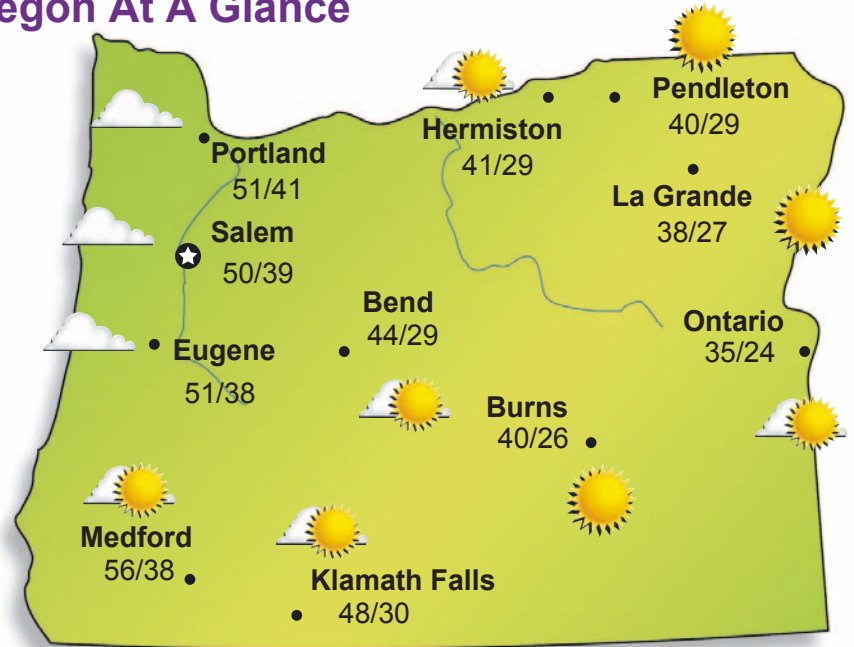 egon At A Glance
Pendleton
40/29
Hermiston
41/29
Portland
51/41
La Grande
38/27
Salem
50/39
Bend
44/29
Ontario
35/24
Eugene
51/38
Burns
40/26
Medford
56/38
Klamath Falls
48/30